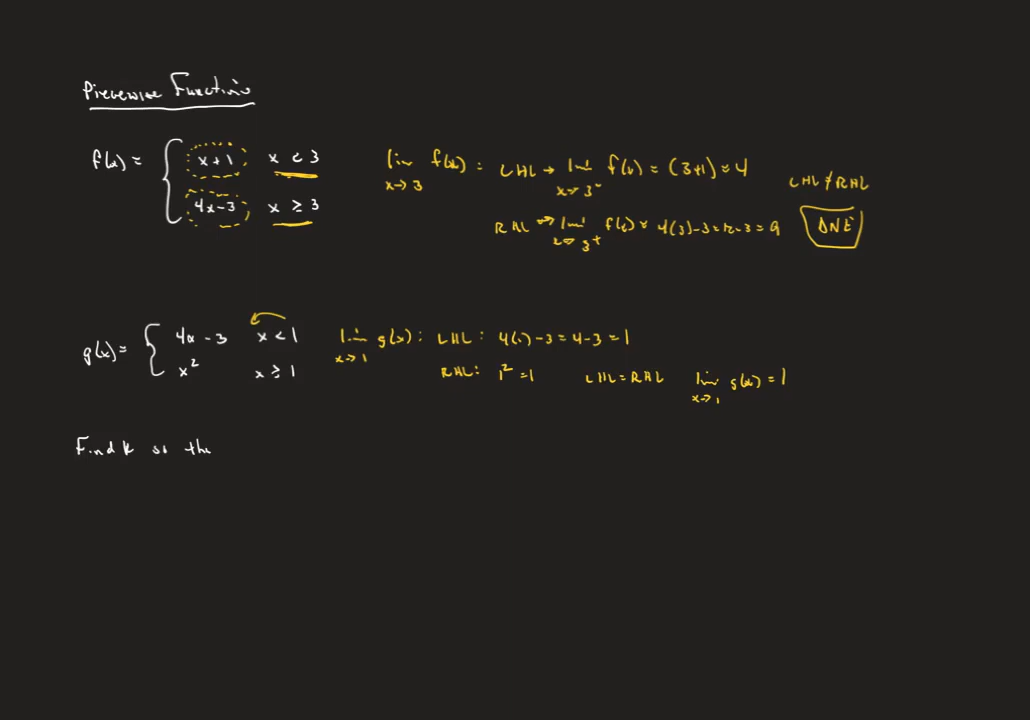 Piecewise Functions
f(x) = { x+1 x < 3
4x-3 x ≥ 3
lim x→3 f(x) = LHL → lim x→3⁻ f(x) = (3+1) = 4
RHL → lim x→3⁺ f(x) = 4(3)-3=12-3=9
LHL ≠ RHL
DNE
g(x) = { 4x-3 x < 1
x² x ≥ 1
lim x→1 g(x) : LHL : 4(1)-3 = 4-3 = 1
RHL : 1² = 1 LHL = RHL lim x→1 g(x) = 1
Find k so the